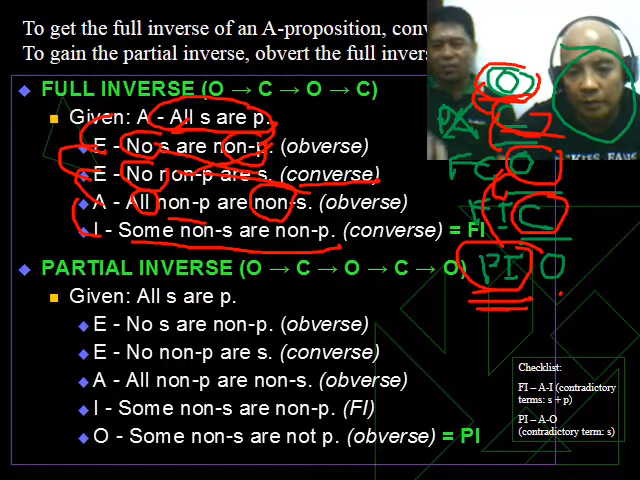 To get the full inverse of an A-proposition, conv
To gain the partial inverse, obvert the full invers
FULL INVERSE (O → C → O → C)
Given: A - All s are p.
E - No s are non-p. (obverse)
E - No non-p are s. (converse)
A - All non-p are non-s. (obverse)
I - Some non-s are non-p. (converse) = FI
PARTIAL INVERSE (O → C → O → C → O)
Given: All s are p.
E - No s are non-p. (obverse)
E - No non-p are s. (converse)
A - All non-p are non-s. (obverse)
I - Some non-s are non-p. (FI)
O - Some non-s are not p. (obverse) = PI
O
FC O
FI C
PI O
Checklist:
FI – A-I (contradictory
terms: s + p)
PI – A-O
(contradictory term: s)